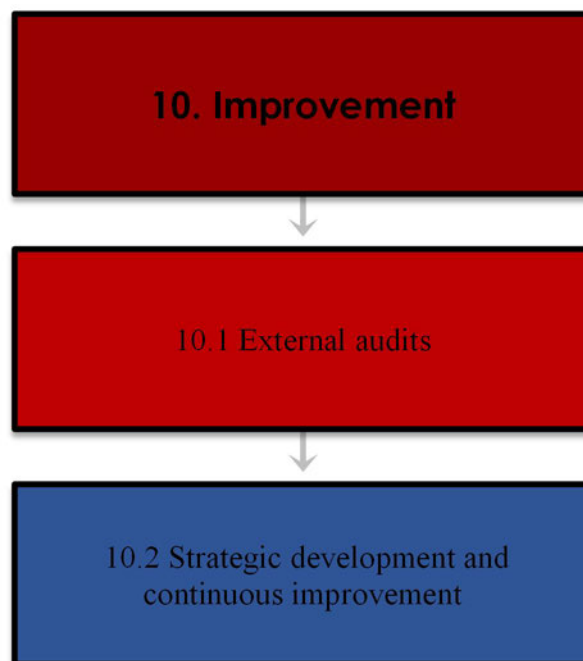 10. Improvement
10.1 External audits
10.2 Strategic development and
continuous improvement